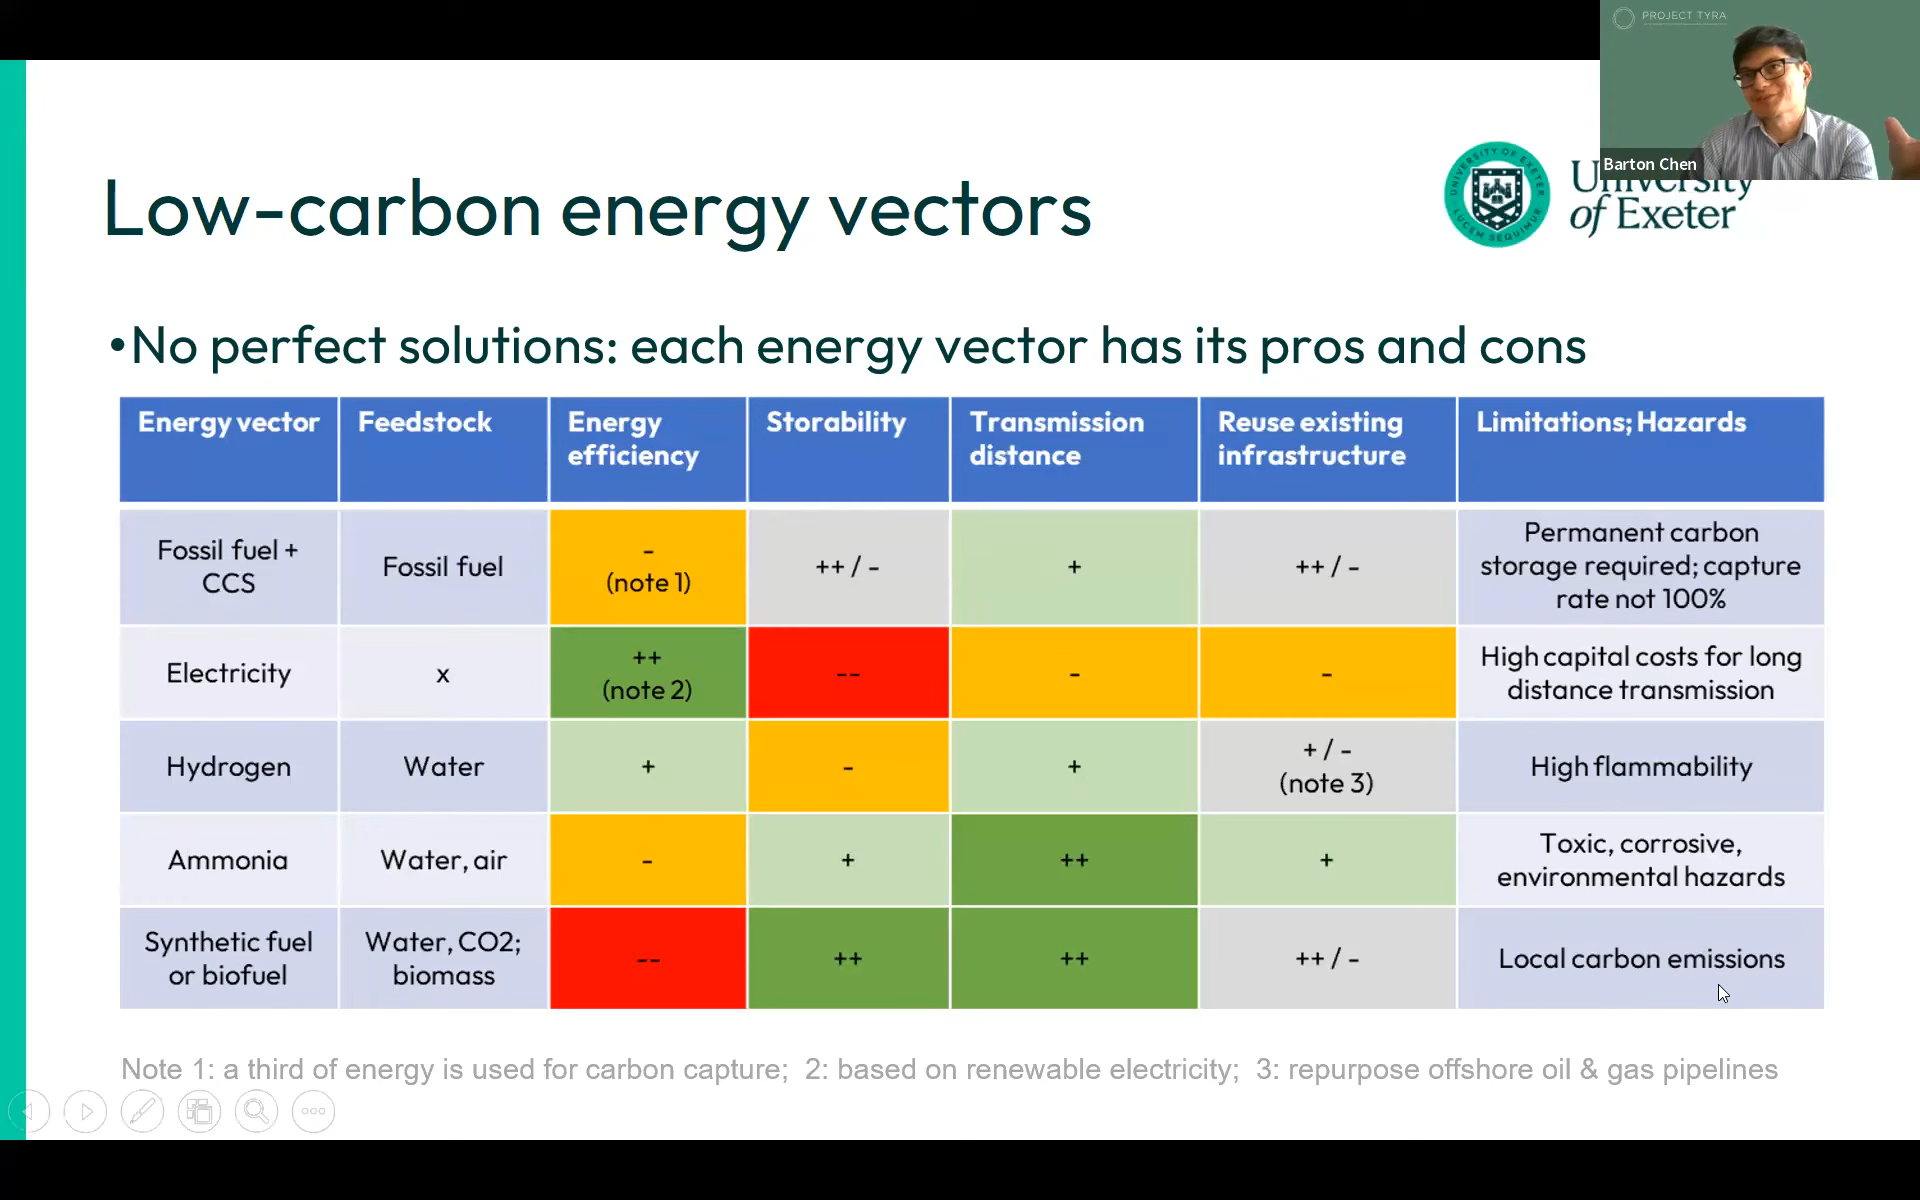 PROJECT TYRA
Barton Chen
UNIVERSITY OF EXETER
LUCEM SEQUIMUR
University
of Exeter
Low-carbon energy vectors
•No perfect solutions: each energy vector has its pros and cons
Energy vector
Feedstock
Energy
efficiency
Storability
Transmission
distance
Reuse existing
infrastructure
Limitations; Hazards
Fossil fuel +
CCS
Fossil fuel
-
(note 1)
++ / -
+
++ / -
Permanent carbon
storage required; capture
rate not 100%
Electricity
x
++
(note 2)
--
-
-
High capital costs for long
distance transmission
Hydrogen
Water
+
-
+
+ / -
(note 3)
High flammability
Ammonia
Water, air
-
+
++
+
Toxic, corrosive,
environmental hazards
Synthetic fuel
or biofuel
Water, CO2;
biomass
--
++
++
++ / -
Local carbon emissions
Note 1: a third of energy is used for carbon capture;  2: based on renewable electricity;  3: repurpose offshore oil & gas pipelines